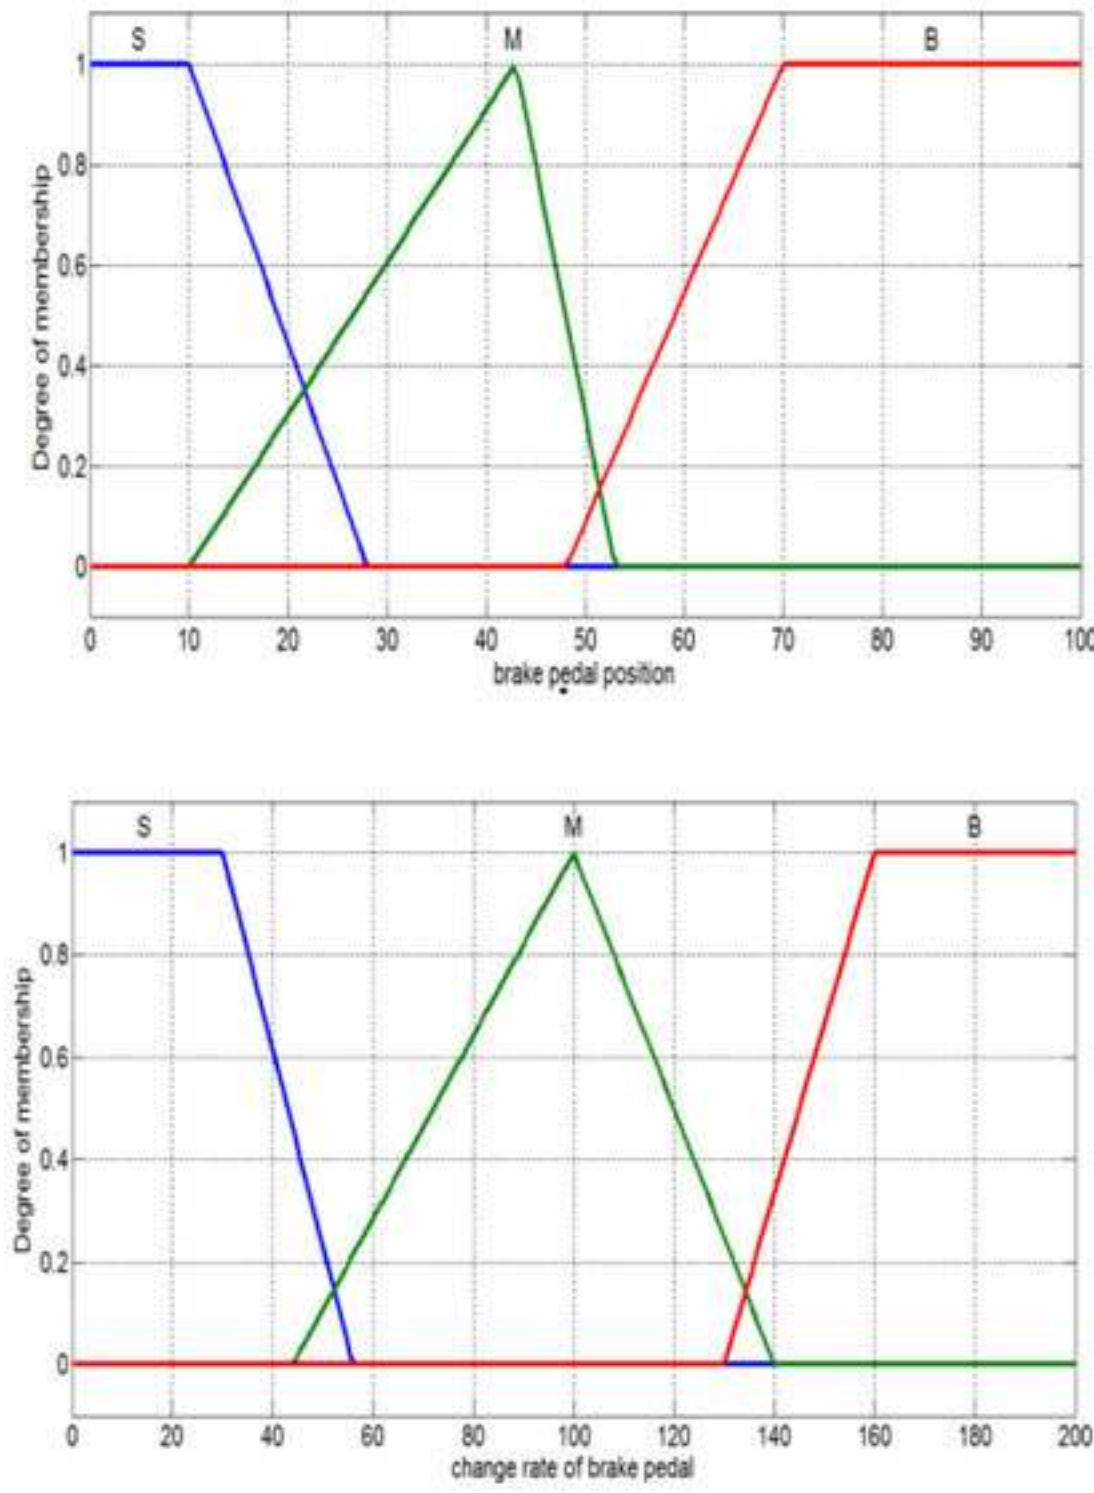 S M B
1
0.8
0.6
0.4
0.2
0
Degree of membership
0 10 20 30 40 50 60 70 80 90 100
brake pedal position
S M B
1
0.8
0.6
0.4
0.2
0
Degree of membership
0 20 40 60 80 100 120 140 160 180 200
change rate of brake pedal